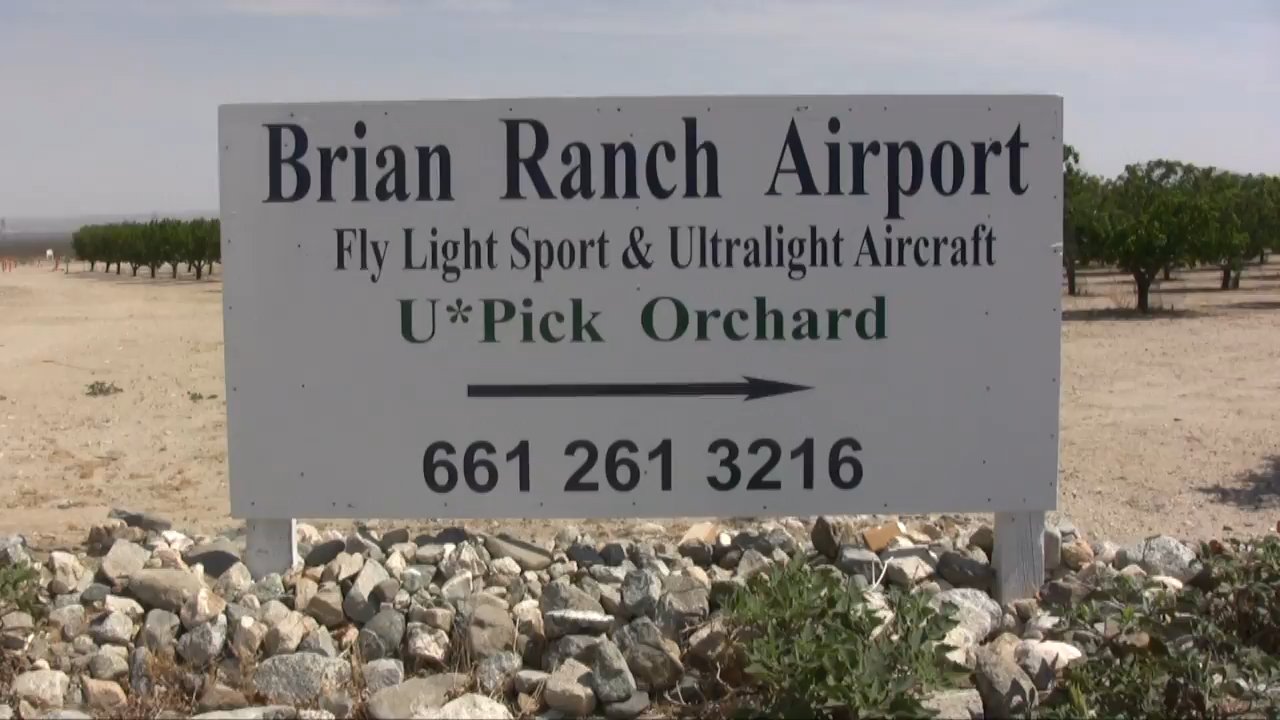 Brian Ranch Airport
Fly Light Sport & Ultralight Aircraft
U*Pick Orchard
661 261 3216